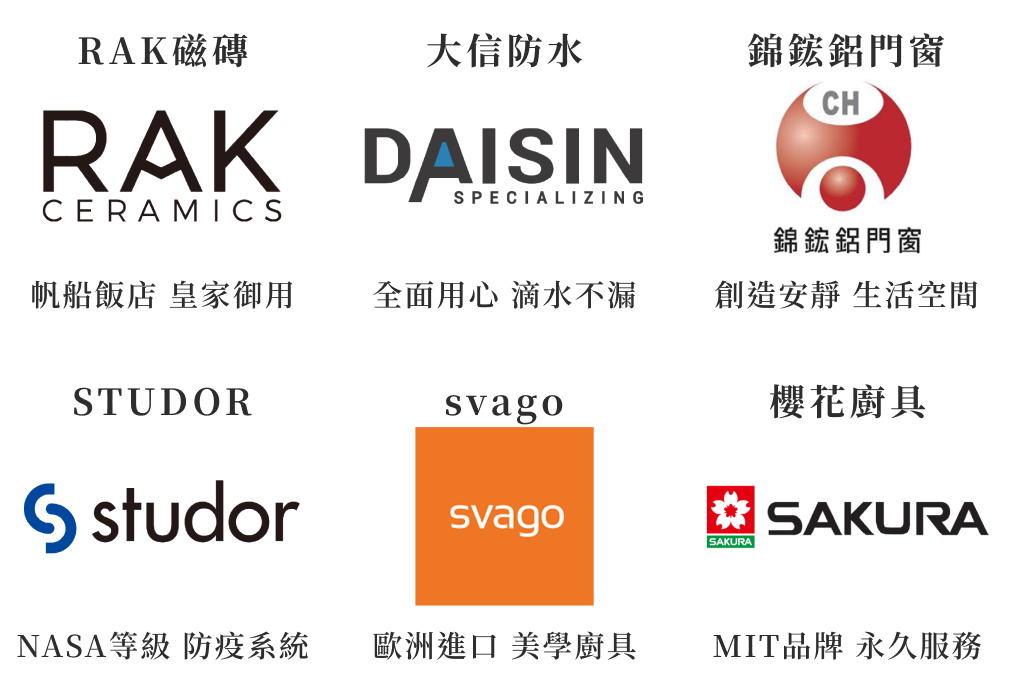 RAK磁磚
大信防水
錦鋐鋁門窗
RAK
CERAMICS
DAISIN
SPECIALIZING
CH
錦鋐鋁門窗
帆船飯店 皇家御用
全面用心 滴水不漏
創造安靜 生活空間
STUDOR
svago
櫻花廚具
studor
svago
SAKURA
SAKURA
NASA等級 防疫系統
歐洲進口 美學廚具
MIT品牌 永久服務